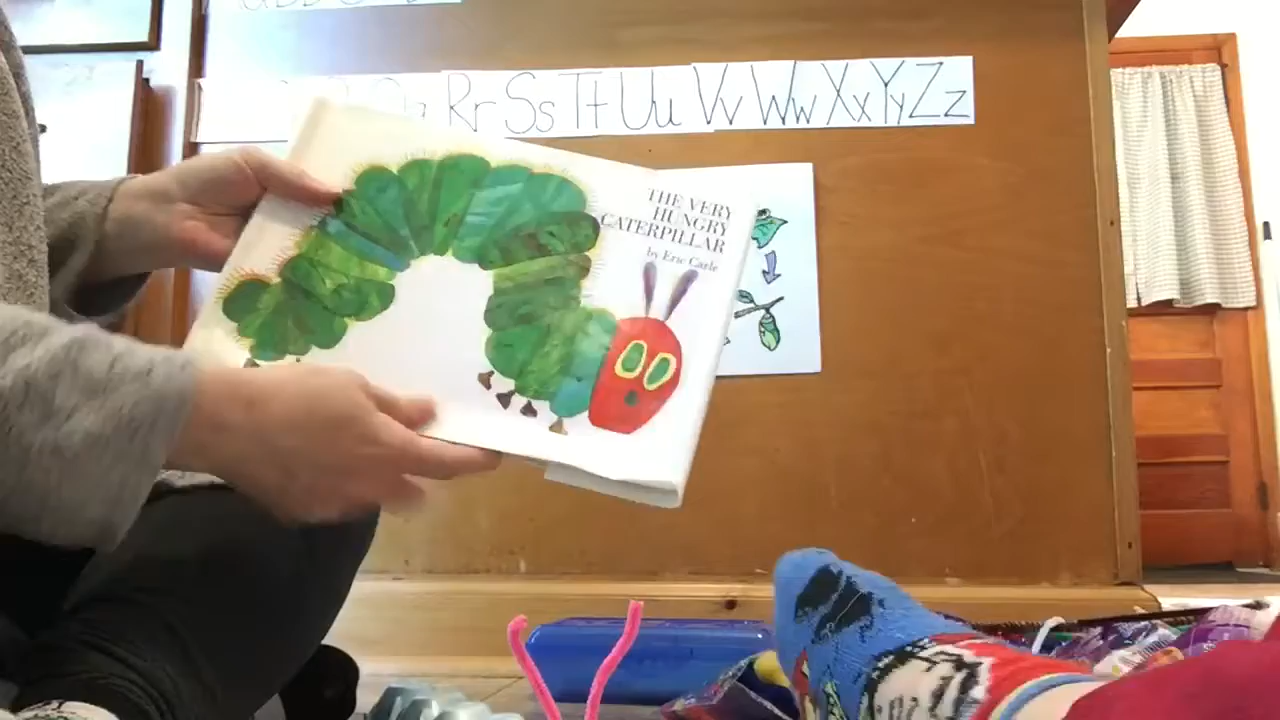 Rr Ss Tt Uu Vv Ww Xx Yy Zz
THE VERY
HUNGRY
CATERPILLAR
by Eric Carle